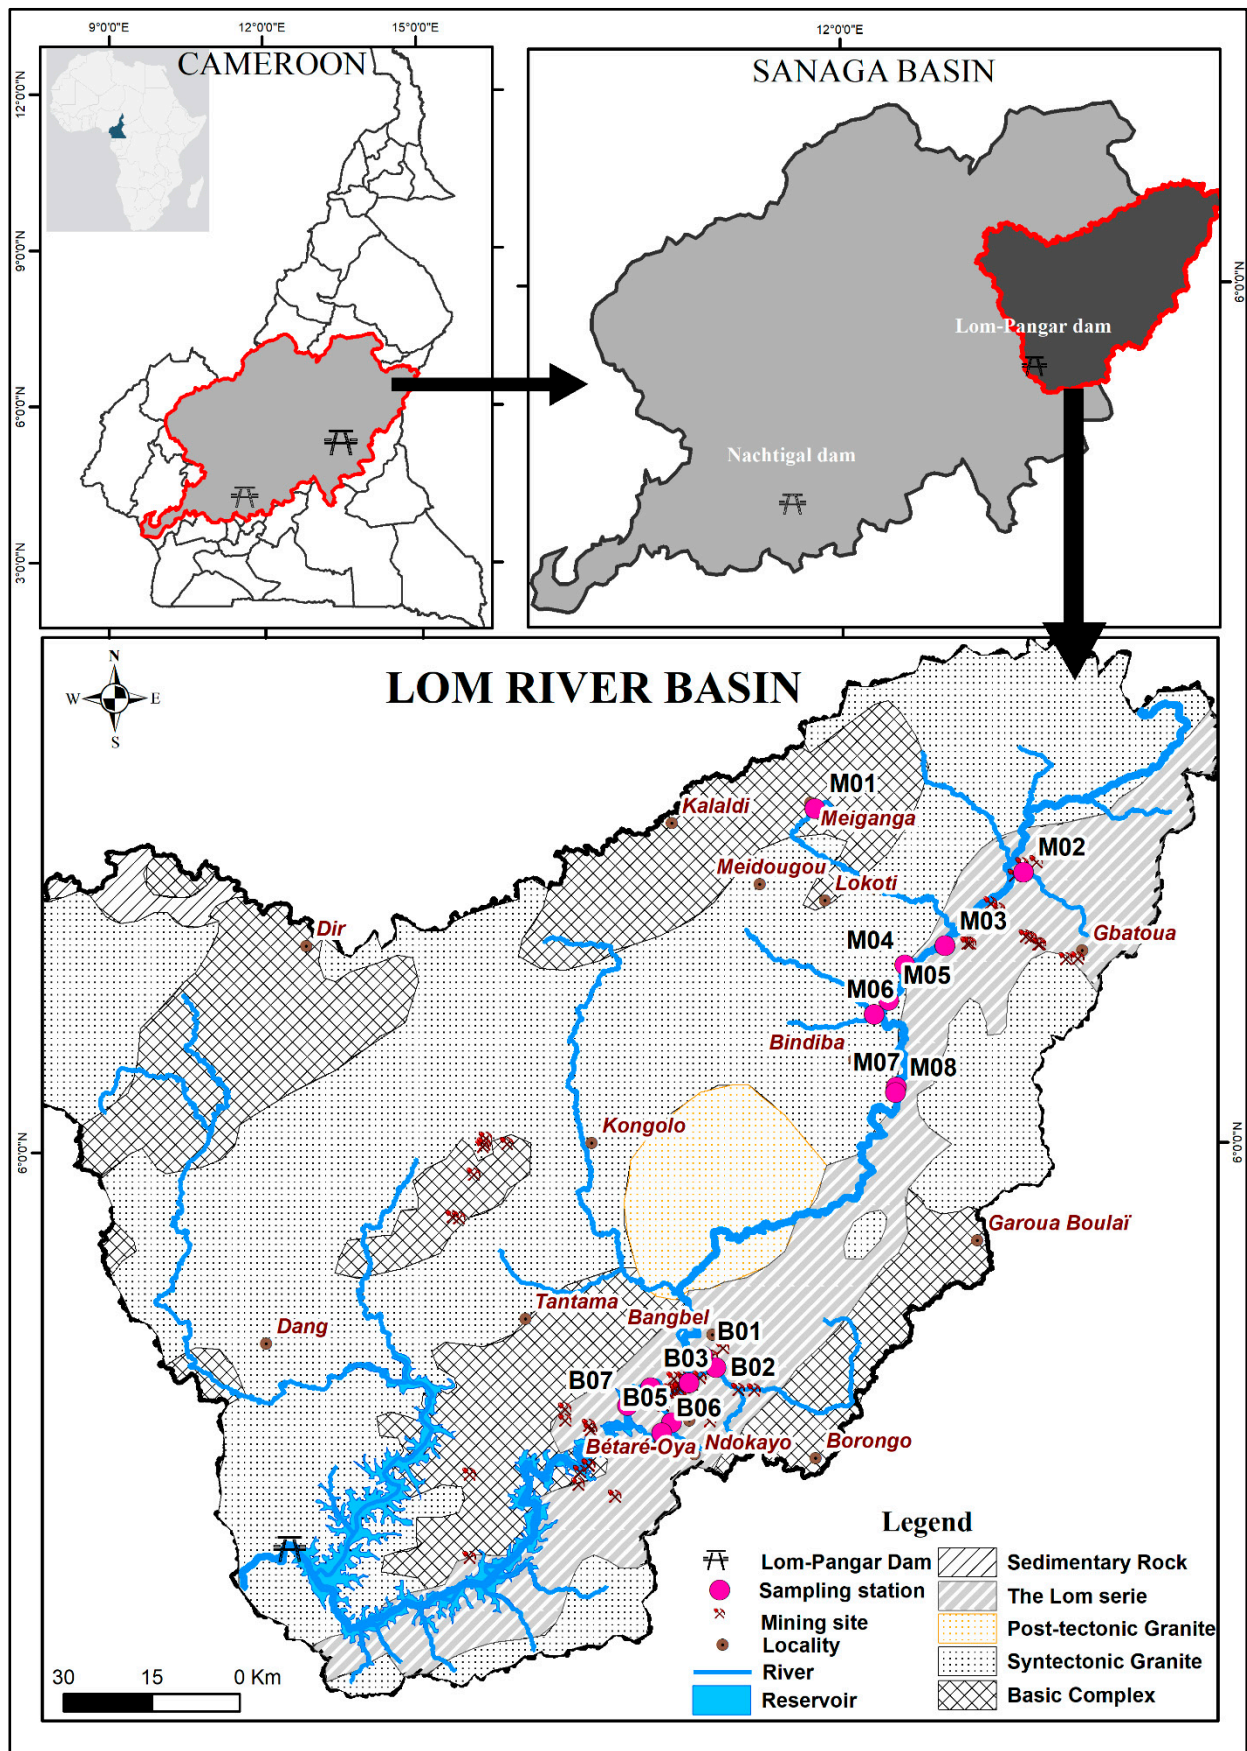 9°0'0"E
12°0'0"E
15°0'0"E
12°0'0"E
CAMEROON
SANAGA BASIN
12°0'0"N
9°0'0"N
6°0'0"N
3°0'0"N
6°0'0"N
Lom-Pangar dam
Nachtigal dam
N
W
E
S
LOM RIVER BASIN
M01
Kalaldi
Meiganga
M02
Meidougou
Lokoti
Dir
M03
Gbatoua
M04
M05
M06
Bindiba
M07
M08
Kongolo
6°0'0"N
6°0'0"N
Garoua Boulaï
Tantama
Bangbel
Dang
B01
B03
B02
B07
B05
B06
Bétaré-Oya
Ndokayo
Borongo
Legend
Lom-Pangar Dam
Sampling station
Mining site
Locality
River
Reservoir
Sedimentary Rock
The Lom serie
Post-tectonic Granite
Syntectonic Granite
Basic Complex
30
15
0 Km